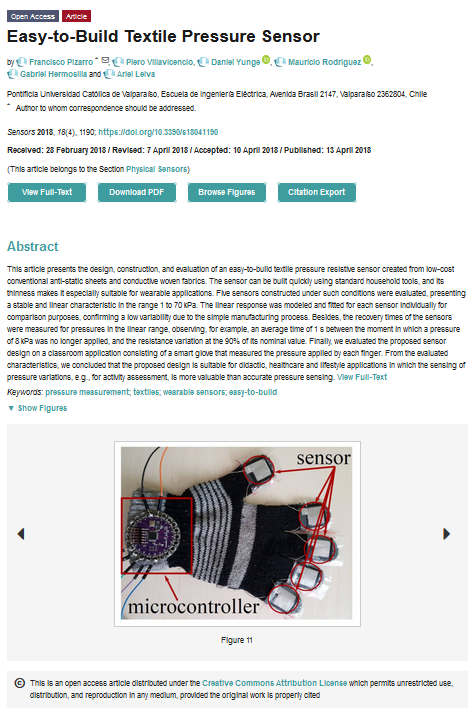 Open Access Article
Easy-to-Build Textile Pressure Sensor
by Francisco Pizarro *, Piero Villavicencio, Daniel Yunge, Mauricio Rodríguez,
Gabriel Hermosilla and Ariel Leiva
Pontificia Universidad Católica de Valparaíso, Escuela de Ingeniería Eléctrica, Avenida Brasil 2147, Valparaíso 2362804, Chile
* Author to whom correspondence should be addressed.
Sensors 2018, 18(4), 1190; https://doi.org/10.3390/s18041190
Received: 28 February 2018 / Revised: 7 April 2018 / Accepted: 10 April 2018 / Published: 13 April 2018
(This article belongs to the Section Physical Sensors)
View Full-Text Download PDF Browse Figures Citation Export
Abstract
This article presents the design, construction, and evaluation of an easy-to-build textile pressure resistive sensor created from low-cost
conventional anti-static sheets and conductive woven fabrics. The sensor can be built quickly using standard household tools, and its
thinness makes it especially suitable for wearable applications. Five sensors constructed under such conditions were evaluated, presenting
a stable and linear characteristic in the range 1 to 70 kPa. The linear response was modeled and fitted for each sensor individually for
comparison purposes, confirming a low variability due to the simple manufacturing process. Besides, the recovery times of the sensors
were measured for pressures in the linear range, observing, for example, an average time of 1 s between the moment in which a pressure
of 8 kPa was no longer applied, and the resistance variation at the 90% of its nominal value. Finally, we evaluated the proposed sensor
design on a classroom application consisting of a smart glove that measured the pressure applied by each finger. From the evaluated
characteristics, we concluded that the proposed design is suitable for didactic, healthcare and lifestyle applications in which the sensing of
pressure variations, e.g., for activity assessment, is more valuable than accurate pressure sensing. View Full-Text
Keywords: pressure measurement; textiles; wearable sensors; easy-to-build
▼ Show Figures
sensor
microcontroller
Figure 11
This is an open access article distributed under the Creative Commons Attribution License which permits unrestricted use,
distribution, and reproduction in any medium, provided the original work is properly cited